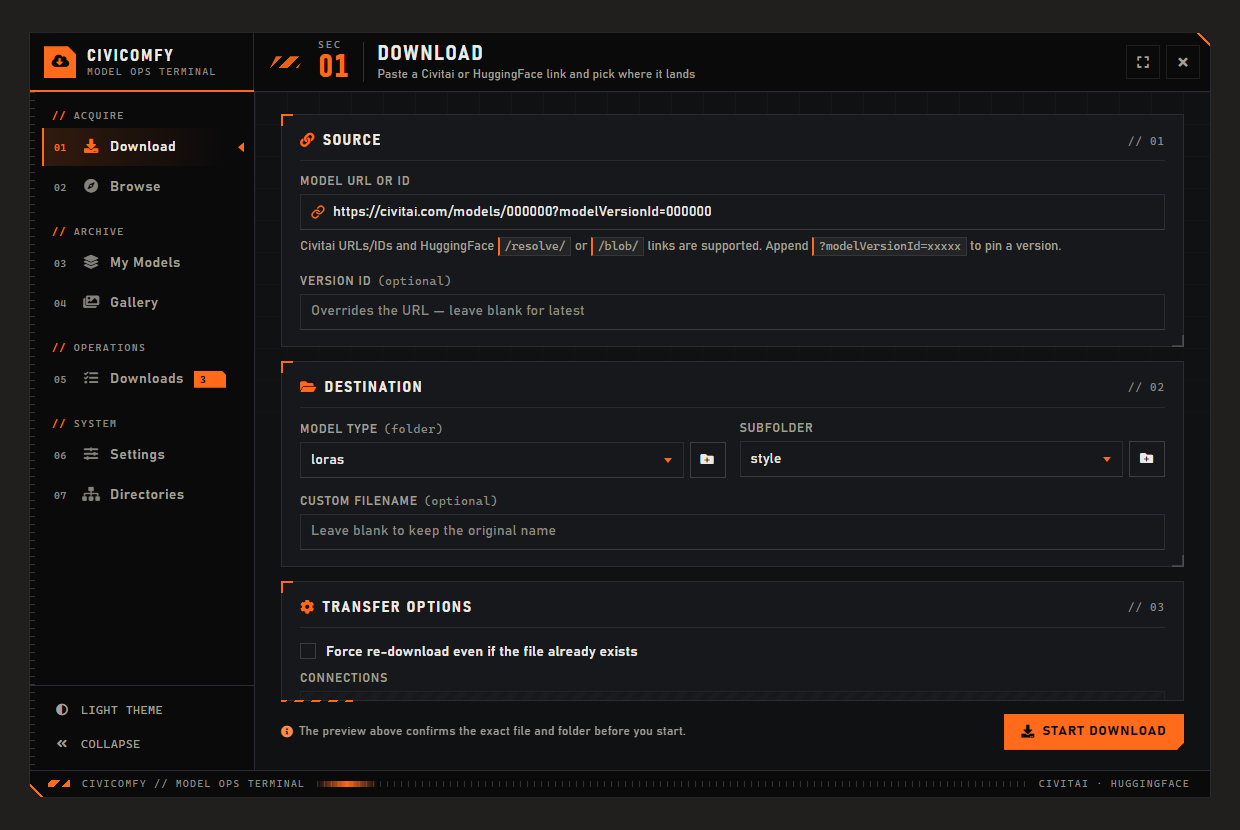 CIVICOMFY
MODEL OPS TERMINAL
SEC
01
DOWNLOAD
Paste a Civitai or HuggingFace link and pick where it lands
// ACQUIRE
01 Download
02 Browse
// ARCHIVE
03 My Models
04 Gallery
// OPERATIONS
05 Downloads 3
// SYSTEM
06 Settings
07 Directories
LIGHT THEME
COLLAPSE
SOURCE // 01
MODEL URL OR ID
https://civitai.com/models/000000?modelVersionId=000000
Civitai URLs/IDs and HuggingFace /resolve/ or /blob/ links are supported. Append ?modelVersionId=xxxxx to pin a version.
VERSION ID (optional)
Overrides the URL — leave blank for latest
DESTINATION // 02
MODEL TYPE (folder) SUBFOLDER
loras style
CUSTOM FILENAME (optional)
Leave blank to keep the original name
TRANSFER OPTIONS // 03
Force re-download even if the file already exists
CONNECTIONS
The preview above confirms the exact file and folder before you start.
START DOWNLOAD
CIVICOMFY // MODEL OPS TERMINAL
CIVITAI · HUGGINGFACE